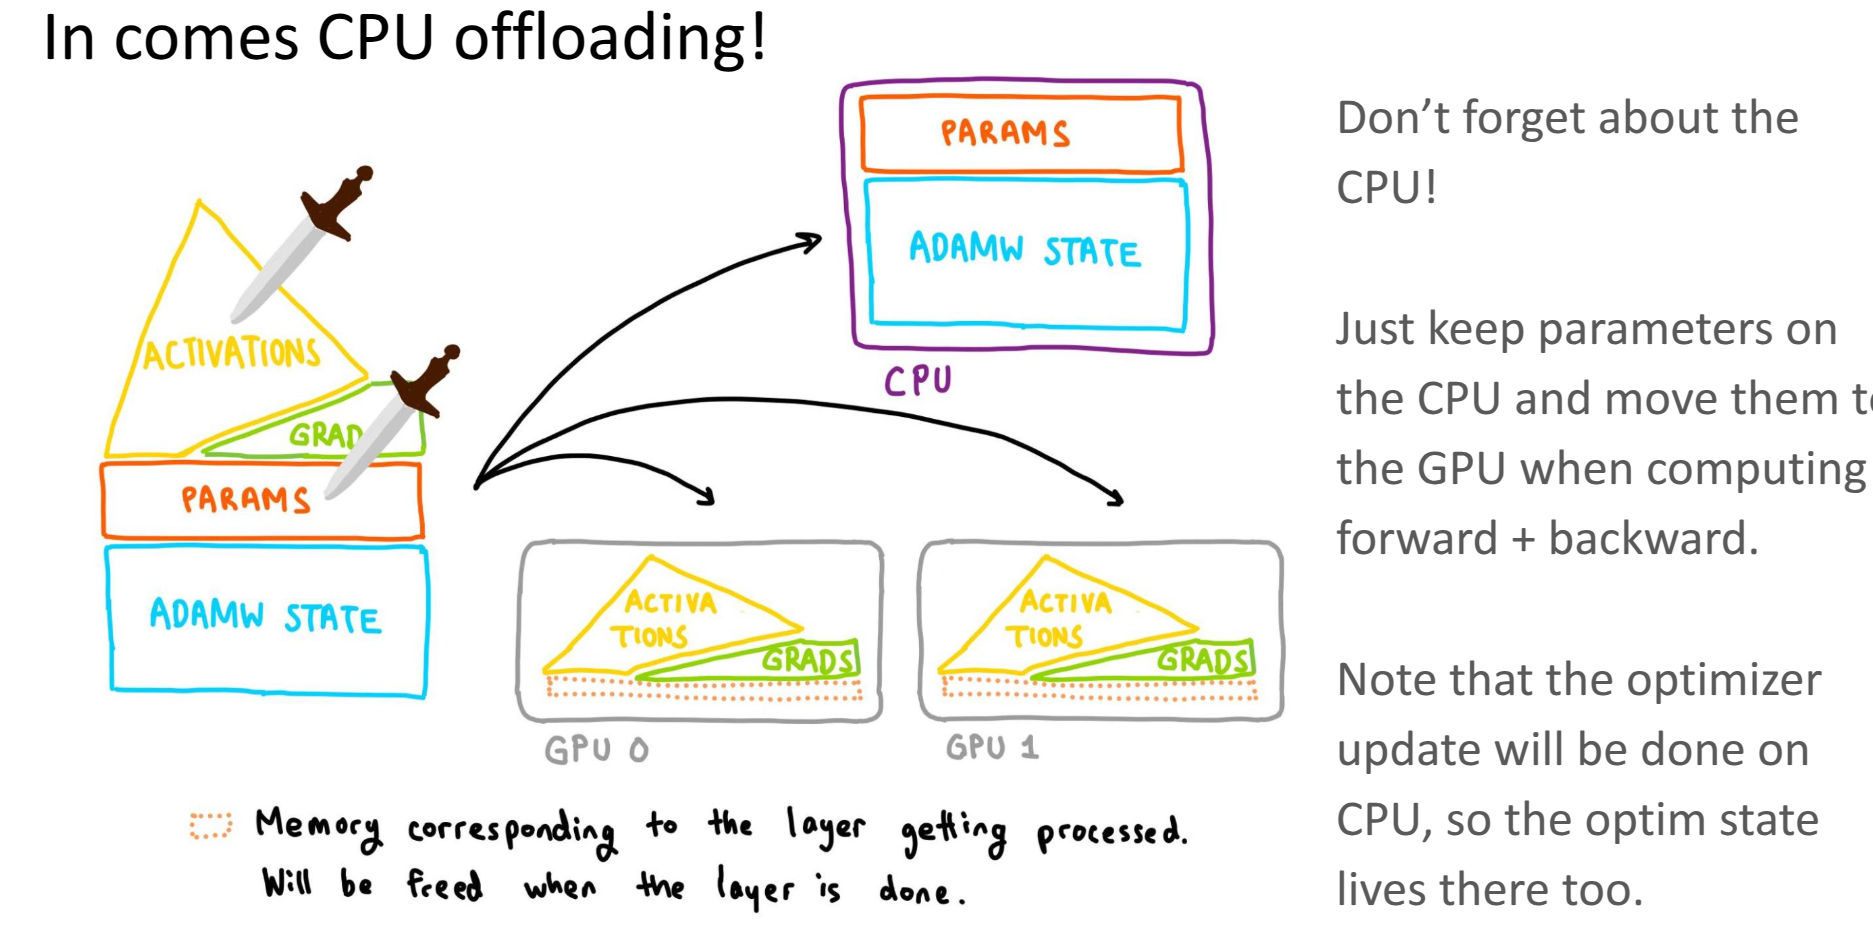 In comes CPU offloading!
PARAMS
ADAMW STATE
CPU
ACTIVATIONS
GRAD
PARAMS
ADAMW STATE
ACTIVA
TIONS
GRADS
GPU 0
ACTIVA
TIONS
GRADS
GPU 1
Memory corresponding to the layer getting processed.
Will be freed when the layer is done.
Don’t forget about the
CPU!
Just keep parameters on
the CPU and move them to
the GPU when computing
forward + backward.
Note that the optimizer
update will be done on
CPU, so the optim state
lives there too.